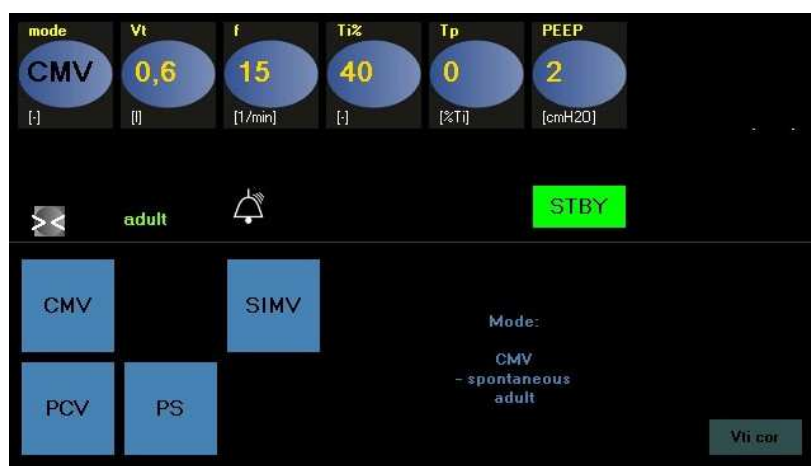 mode Vt f Ti% Tp PEEP
CMV 0,6 15 40 0 2
[-] [l] [1/min] [-] [%Ti] [cmH2O]
>< adult STBY
CMV SIMV
Mode:
CMV
- spontaneous
adult
PCV PS
Vti cor